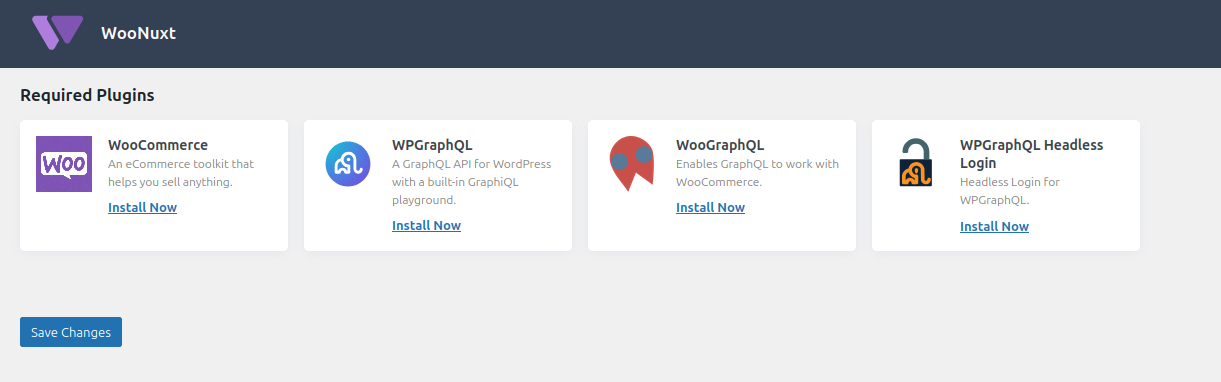 WooNuxt
Required Plugins
Woo
WooCommerce
An eCommerce toolkit that
helps you sell anything.
Install Now
WPGraphQL
A GraphQL API for WordPress
with a built-in GraphiQL
playground.
Install Now
WooGraphQL
Enables GraphQL to work with
WooCommerce.
Install Now
WPGraphQL Headless
Login
Headless Login for
WPGraphQL.
Install Now
Save Changes